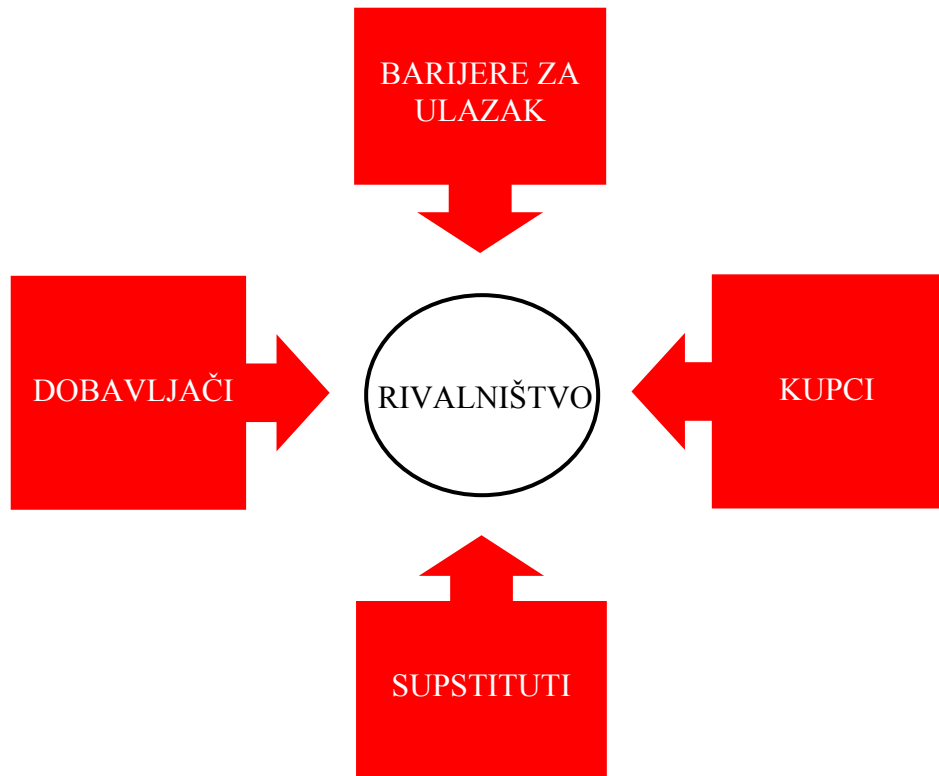 BARIJERE ZA
ULAZAK
DOBAVLJAČI
RIVALNIŠTVO
KUPCI
SUPSTITUTI